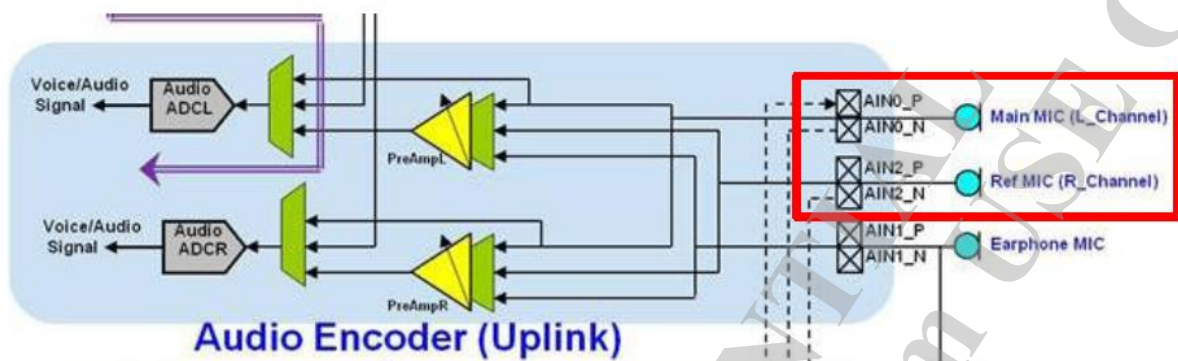 Voice/Audio
Signal
Audio
ADCL
PreAmpL
AIN0_P
AIN0_N
Main MIC (L_Channel)
AIN2_P
AIN2_N
Ref MIC (R_Channel)
Voice/Audio
Signal
Audio
ADCR
PreAmpR
AIN1_P
AIN1_N
Earphone MIC
Audio Encoder (Uplink)
USE